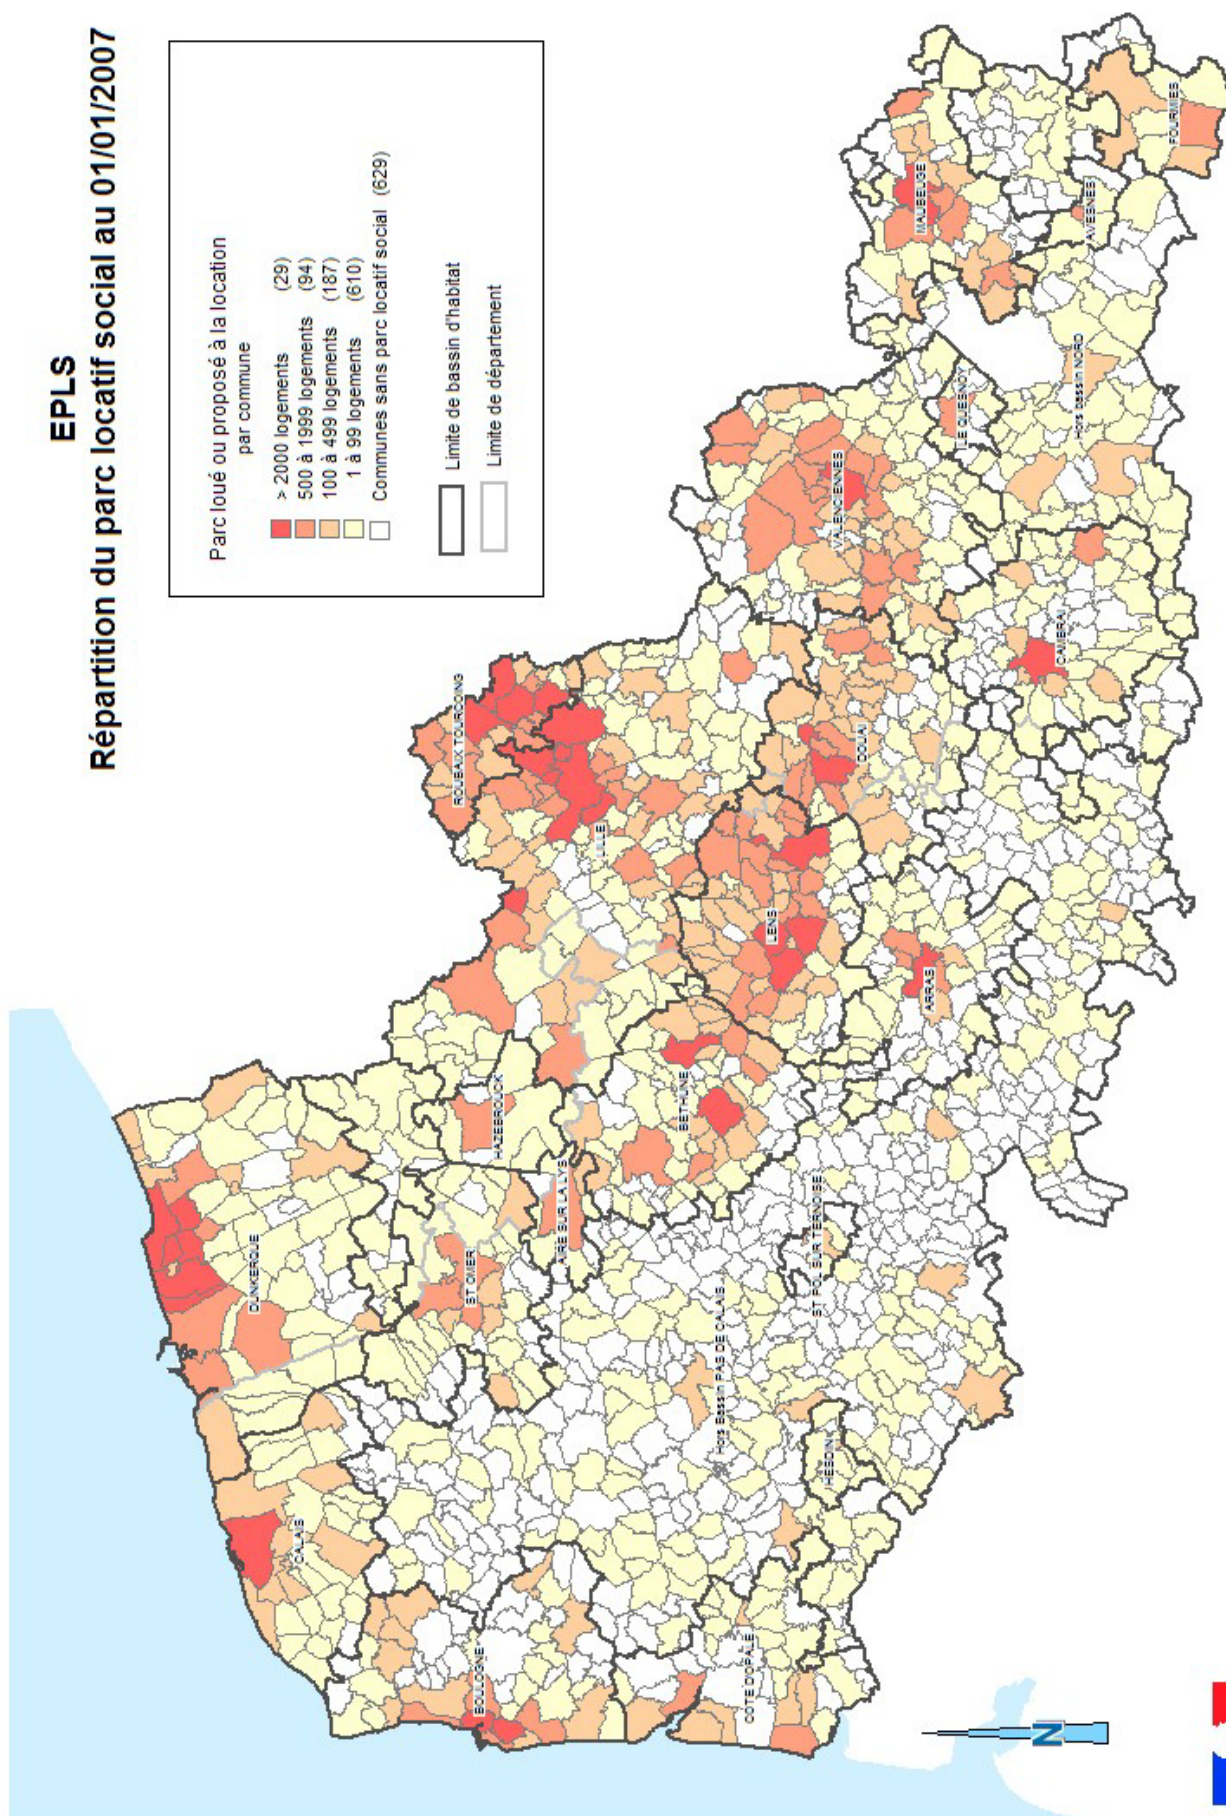 EPLS
Répartition du parc locatif social au 01/01/2007
Parc loué ou proposé à la location
par commune
> 2000 logements (29)
500 à 1999 logements (94)
100 à 499 logements (187)
1 à 99 logements (610)
Communes sans parc locatif social (629)
Limite de bassin d'habitat
Limite de département
DUNKERQUE
CALAIS
ROUBAIX TOURCOING
HAZEBROUCK
ST OMER
BOULOGNE
AIRE SUR LA LYS
LILLE
BETHUNE
Hors Bassin PAS DE CALAIS
COTE D'OPALE
LENS
ST POL SUR TERNOISE
HESDIN
VALENCIENNES
DOUAI
MAUBEUGE
ARRAS
LE QUESNOY
CAMBRAI
Hors bassin NORD
AVESNES
FOURMIES
N